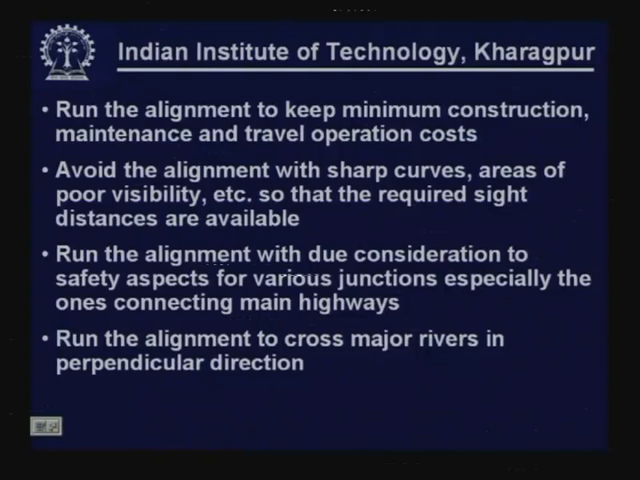 Indian Institute of Technology, Kharagpur
• Run the alignment to keep minimum construction,
maintenance and travel operation costs
• Avoid the alignment with sharp curves, areas of
poor visibility, etc. so that the required sight
distances are available
• Run the alignment with due consideration to
safety aspects for various junctions especially the
ones connecting main highways
• Run the alignment to cross major rivers in
perpendicular direction